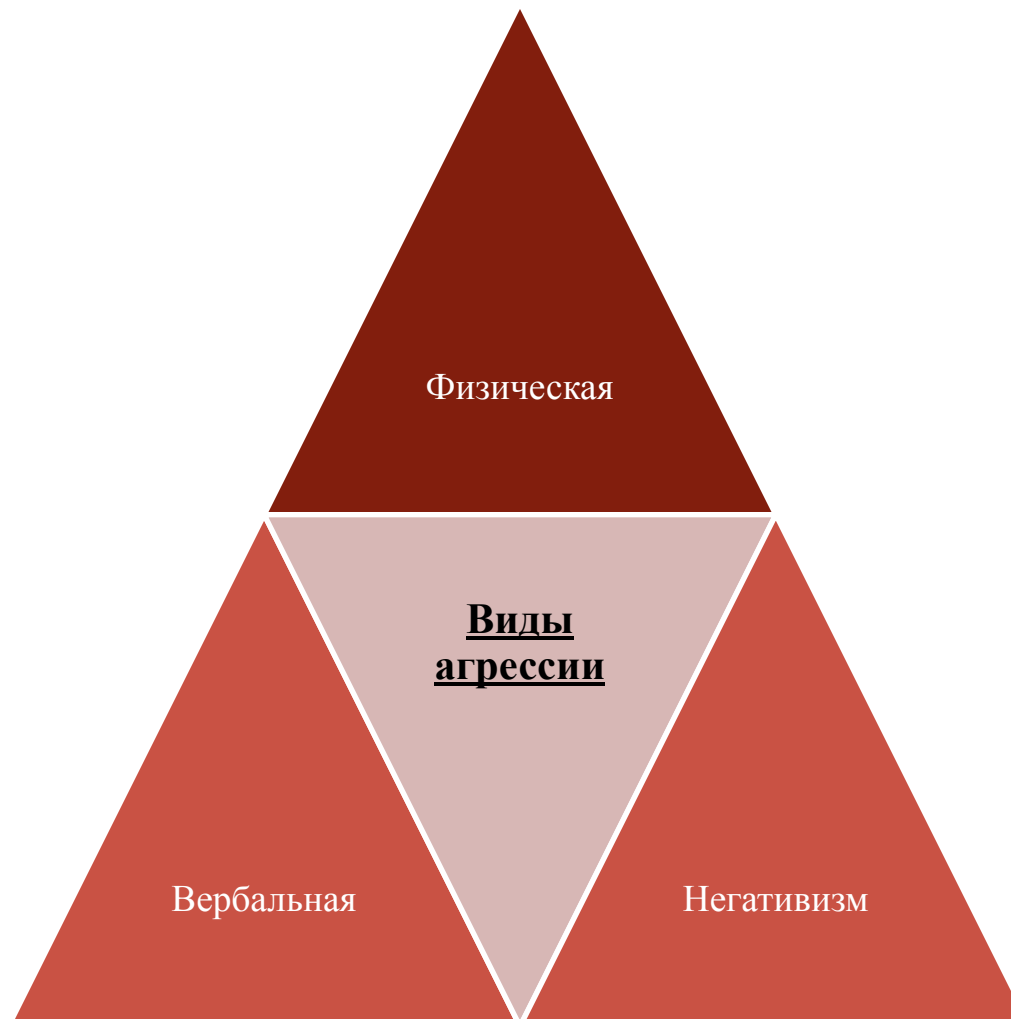 Физическая
Виды
агрессии
Вербальная
Негативизм